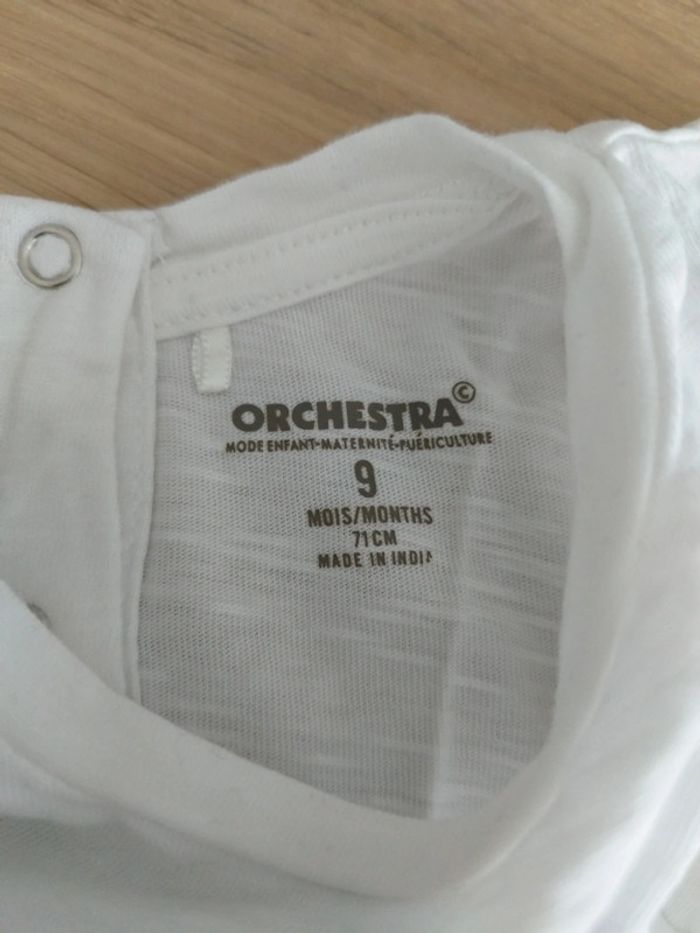 ORCHESTRA©
MODE ENFANT-MATERNITÉ-PUÉRICULTURE
9
MOIS/MONTHS
71CM
MADE IN INDIA